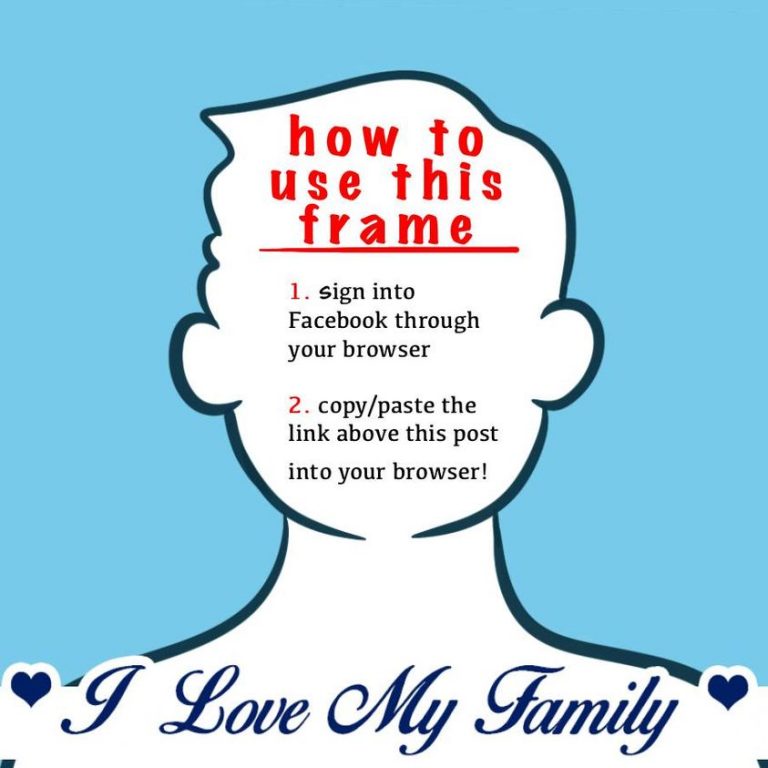 how to
use this
frame
1. sign into
Facebook through
your browser
2. copy/paste the
link above this post
into your browser!
I Love My Family